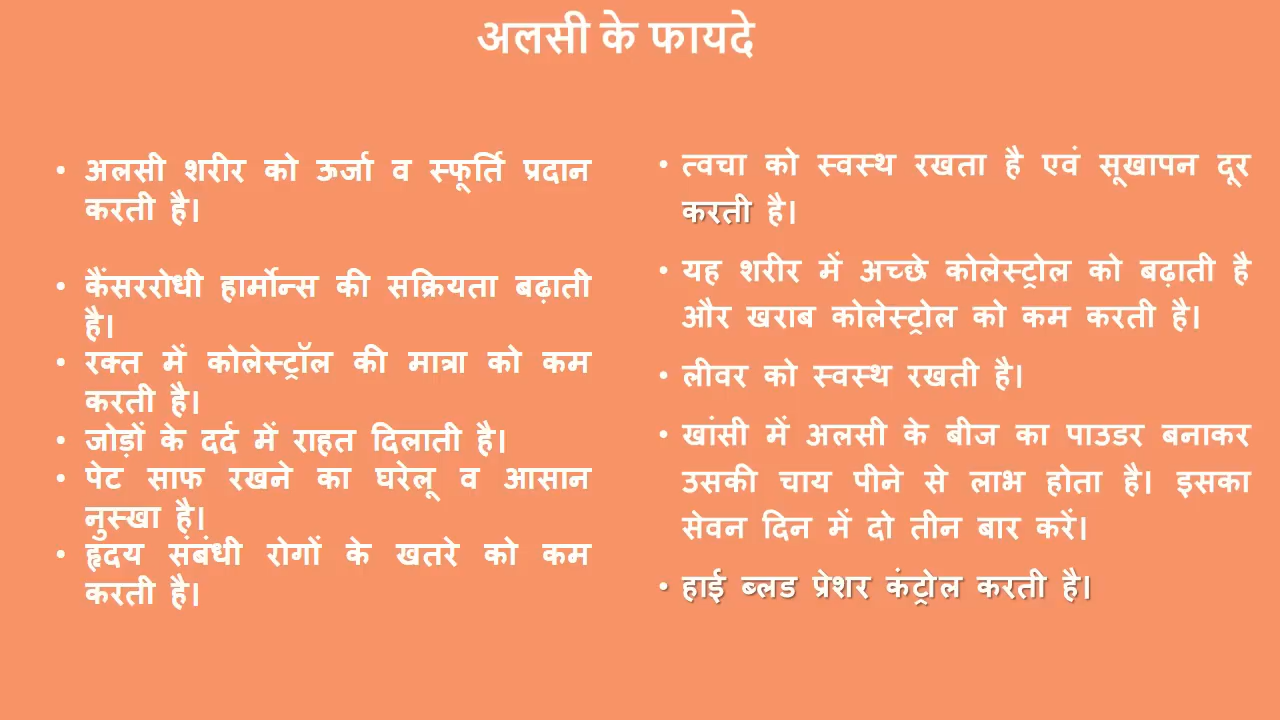 अलसी के फायदे
• अलसी शरीर को ऊर्जा व स्फूर्ति प्रदान
करती है।
• कैंसररोधी हार्मोन्स की सक्रियता बढ़ाती
है।
• रक्त में कोलेस्ट्रॉल की मात्रा को कम
करती है।
• जोड़ों के दर्द में राहत दिलाती है।
• पेट साफ रखने का घरेलू व आसान
नुस्खा है।
• हृदय संबंधी रोगों के खतरे को कम
करती है।
• त्वचा को स्वस्थ रखता है एवं सूखापन दूर
करती है।
• यह शरीर में अच्छे कोलेस्ट्रोल को बढ़ाती है
और खराब कोलेस्ट्रोल को कम करती है।
• लीवर को स्वस्थ रखती है।
• खांसी में अलसी के बीज का पाउडर बनाकर
उसकी चाय पीने से लाभ होता है। इसका
सेवन दिन में दो तीन बार करें।
• हाई ब्लड प्रेशर कंट्रोल करती है।